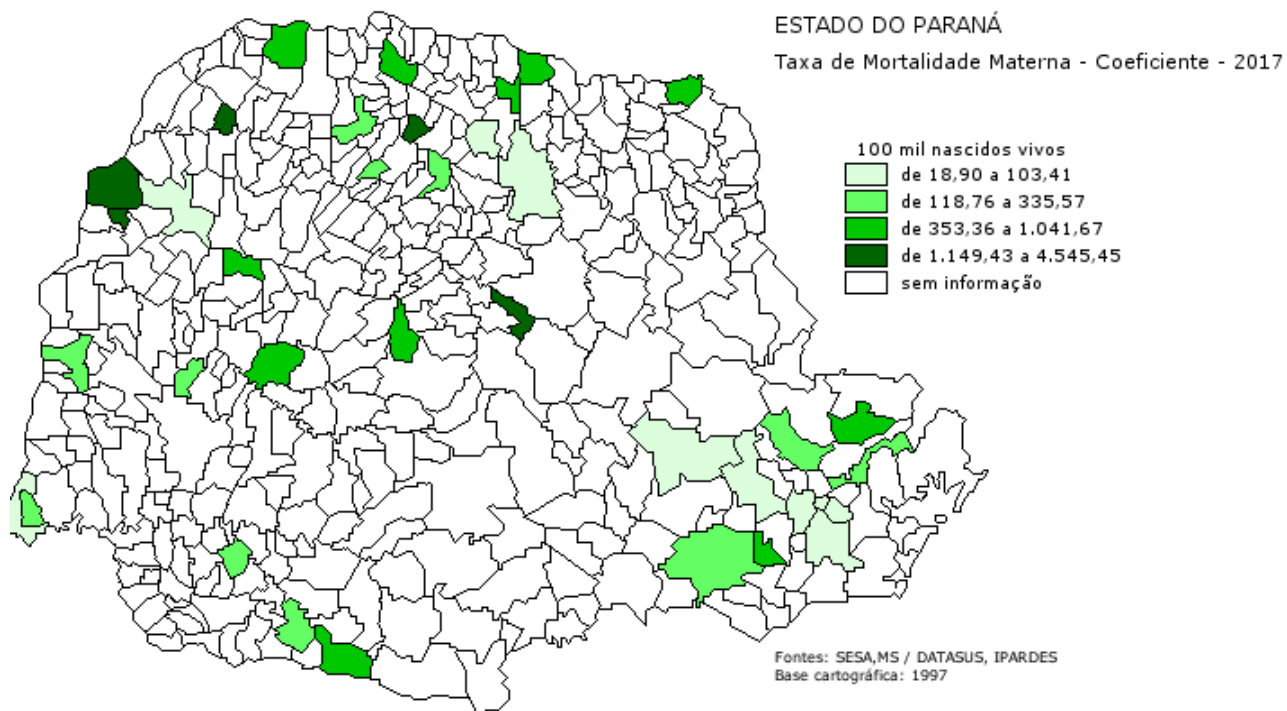 ESTADO DO PARANÁ
Taxa de Mortalidade Materna - Coeficiente - 2017
100 mil nascidos vivos
de 18,90 a 103,41
de 118,76 a 335,57
de 353,36 a 1.041,67
de 1.149,43 a 4.545,45
sem informação
Fontes: SESA,MS / DATASUS, IPARDES
Base cartográfica: 1997